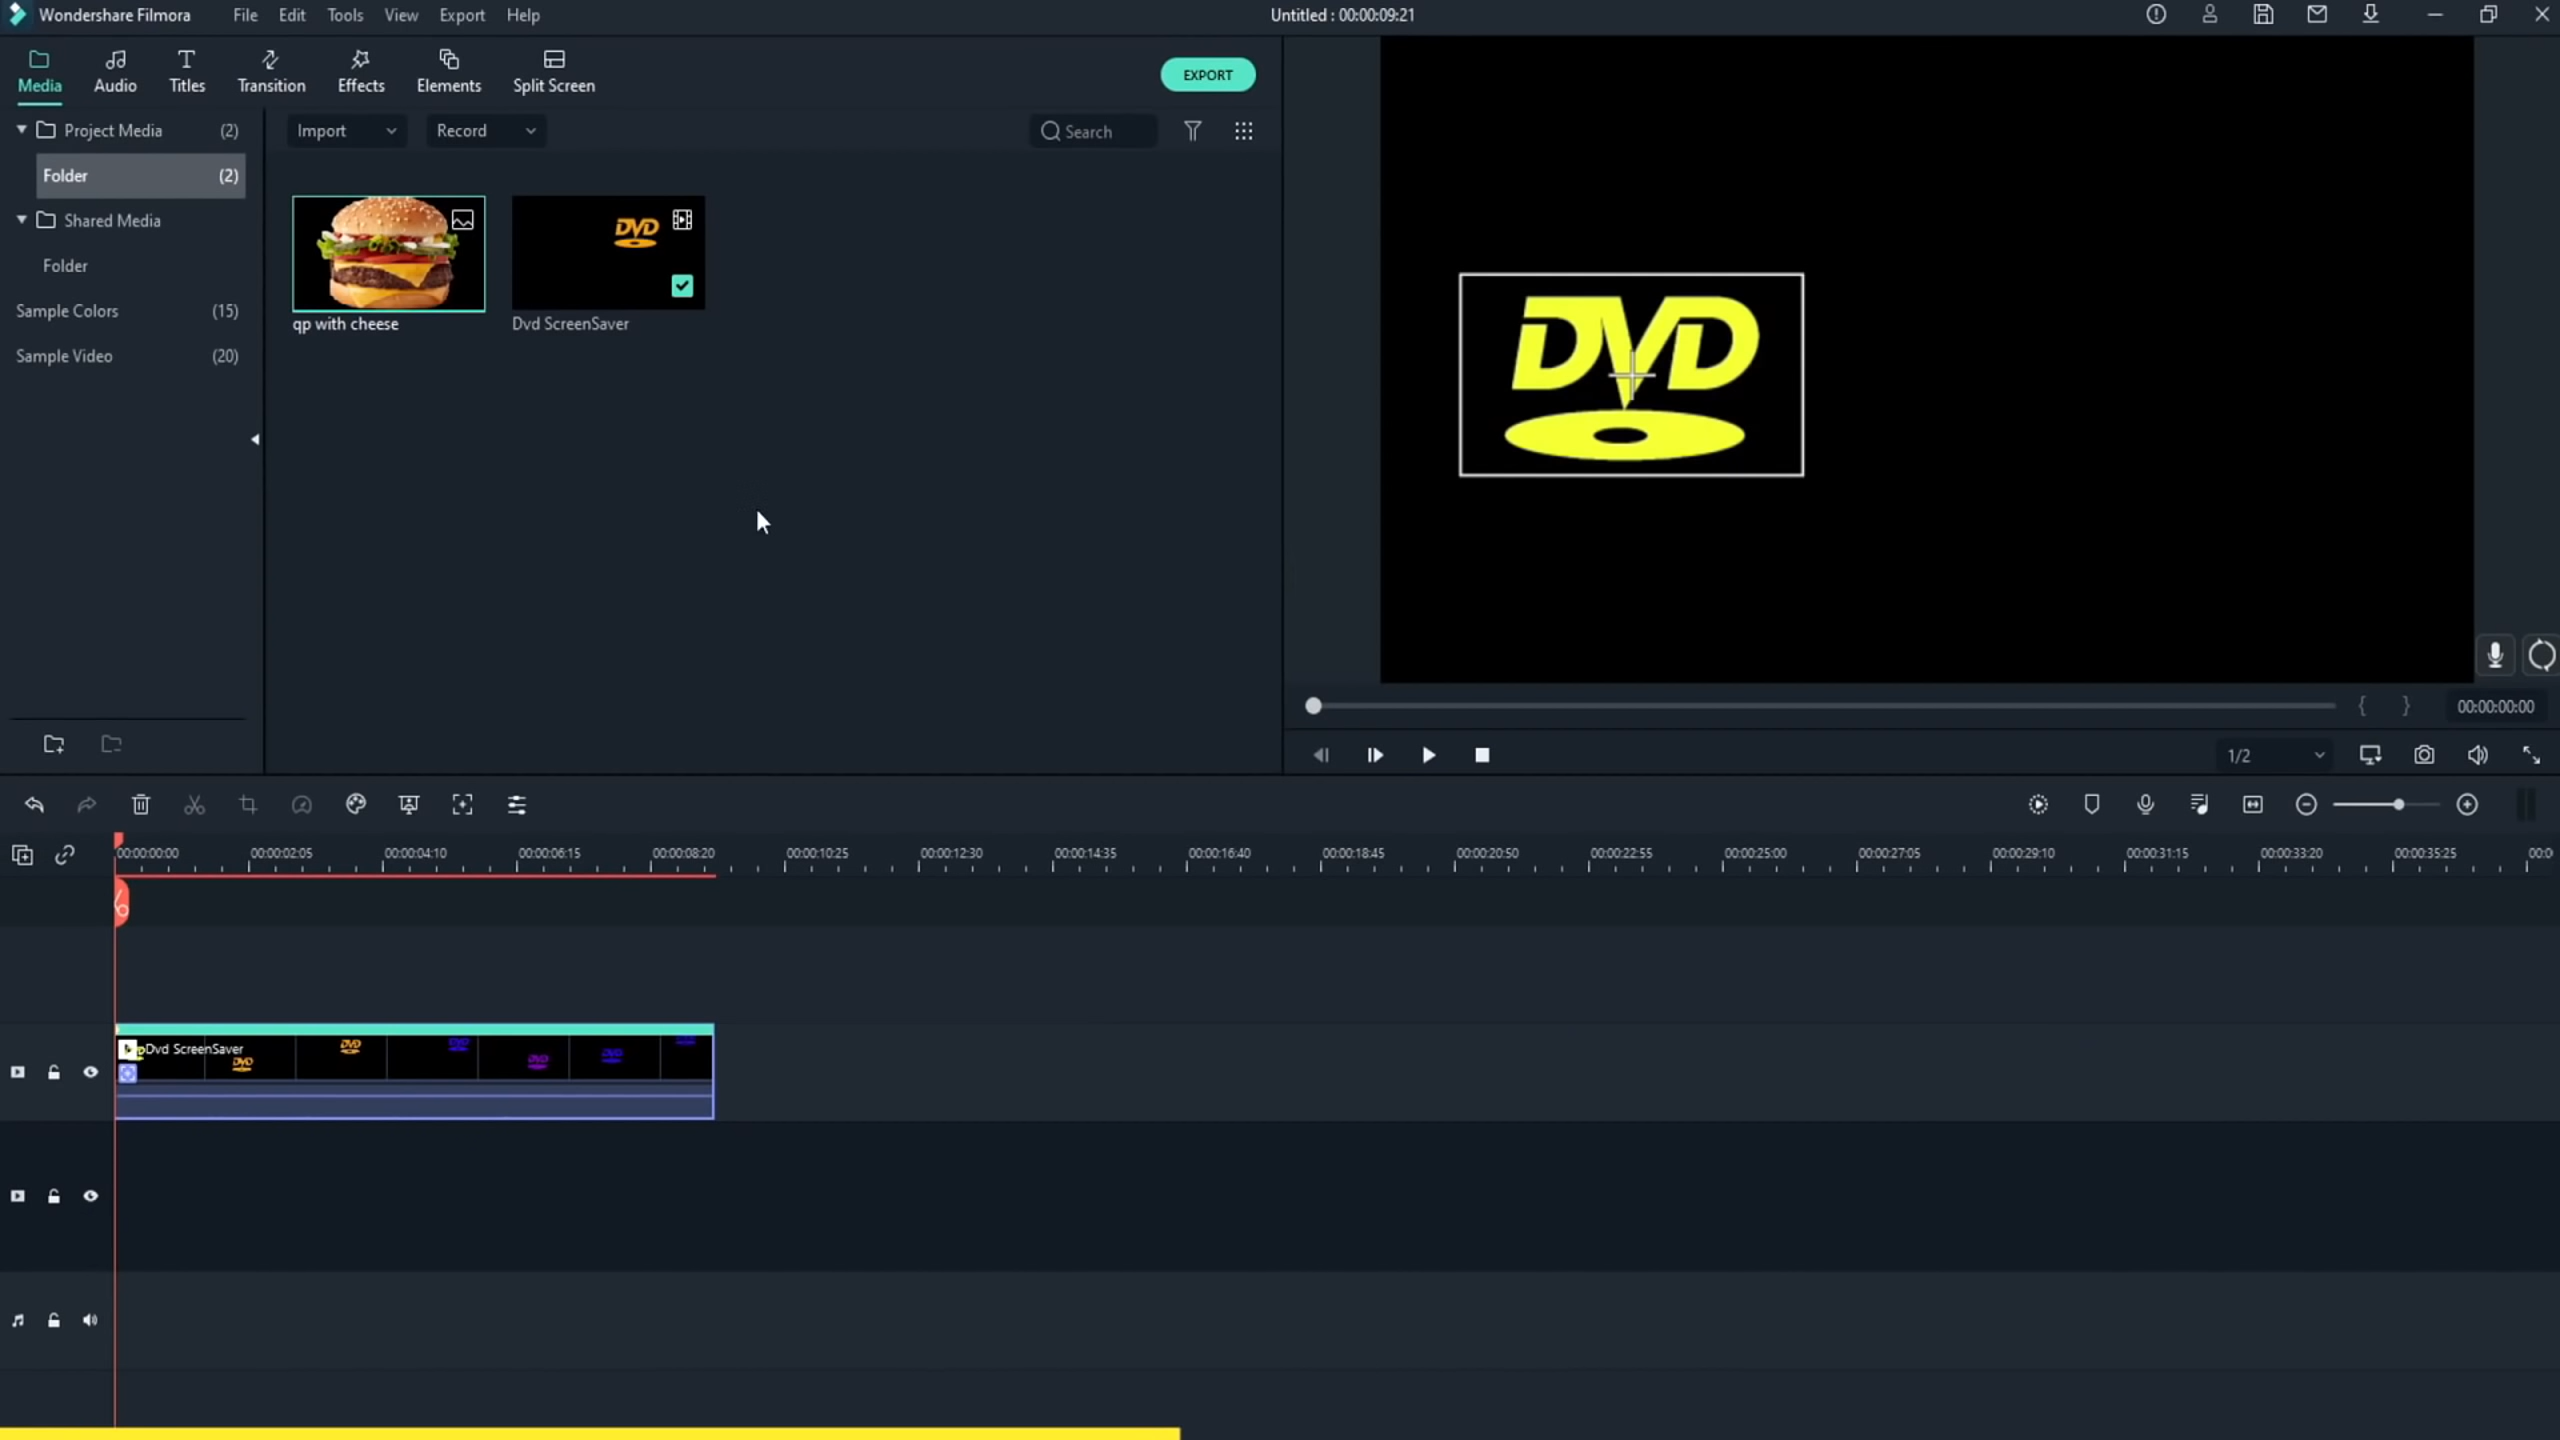 Wondershare Filmora File Edit Tools View Export Help Untitled : 00:00:09:21
Media Audio Titles Transition Effects Elements Split Screen EXPORT
Project Media (2)
Folder (2)
Shared Media
Folder
Sample Colors (15)
Sample Video (20)
Import Record Search
DVD
qp with cheese Dvd ScreenSaver
DVD
{ } 00:00:00:00
1/2
00:00:00:00 00:00:02:05 00:00:04:10 00:00:06:15 00:00:08:20 00:00:10:25 00:00:12:30 00:00:14:35 00:00:16:40 00:00:18:45 00:00:20:50 00:00:22:55 00:00:25:00 00:00:27:05 00:00:29:10 00:00:31:15 00:00:33:20 00:00:35:25
Dvd ScreenSaver
DVD DVD DVD DVD DVD